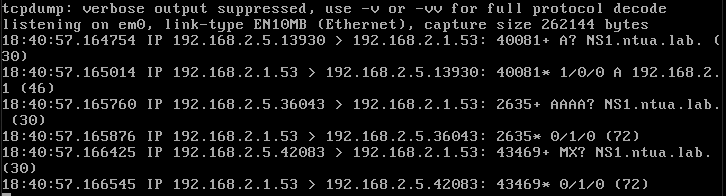 tcpdump: verbose output suppressed, use -v or -vv for full protocol decode
listening on em0, link-type EN10MB (Ethernet), capture size 262144 bytes
18:40:57.164754 IP 192.168.2.5.13930 > 192.168.2.1.53: 40081+ A? NS1.ntua.lab. (
30)
18:40:57.165014 IP 192.168.2.1.53 > 192.168.2.5.13930: 40081* 1/0/0 A 192.168.2.
1 (46)
18:40:57.165760 IP 192.168.2.5.36043 > 192.168.2.1.53: 2635+ AAAA? NS1.ntua.lab.
(30)
18:40:57.165876 IP 192.168.2.1.53 > 192.168.2.5.36043: 2635* 0/1/0 (72)
18:40:57.166425 IP 192.168.2.5.42083 > 192.168.2.1.53: 43469+ MX? NS1.ntua.lab.
(30)
18:40:57.166545 IP 192.168.2.1.53 > 192.168.2.5.42083: 43469* 0/1/0 (72)